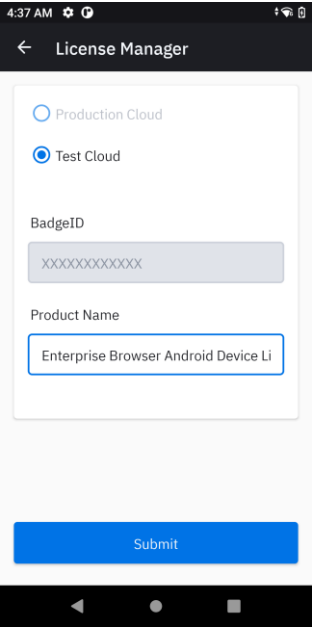 4:37 AM
License Manager
Production Cloud
Test Cloud
BadgeID
XXXXXXXXXXXX
Product Name
Enterprise Browser Android Device Li
Submit